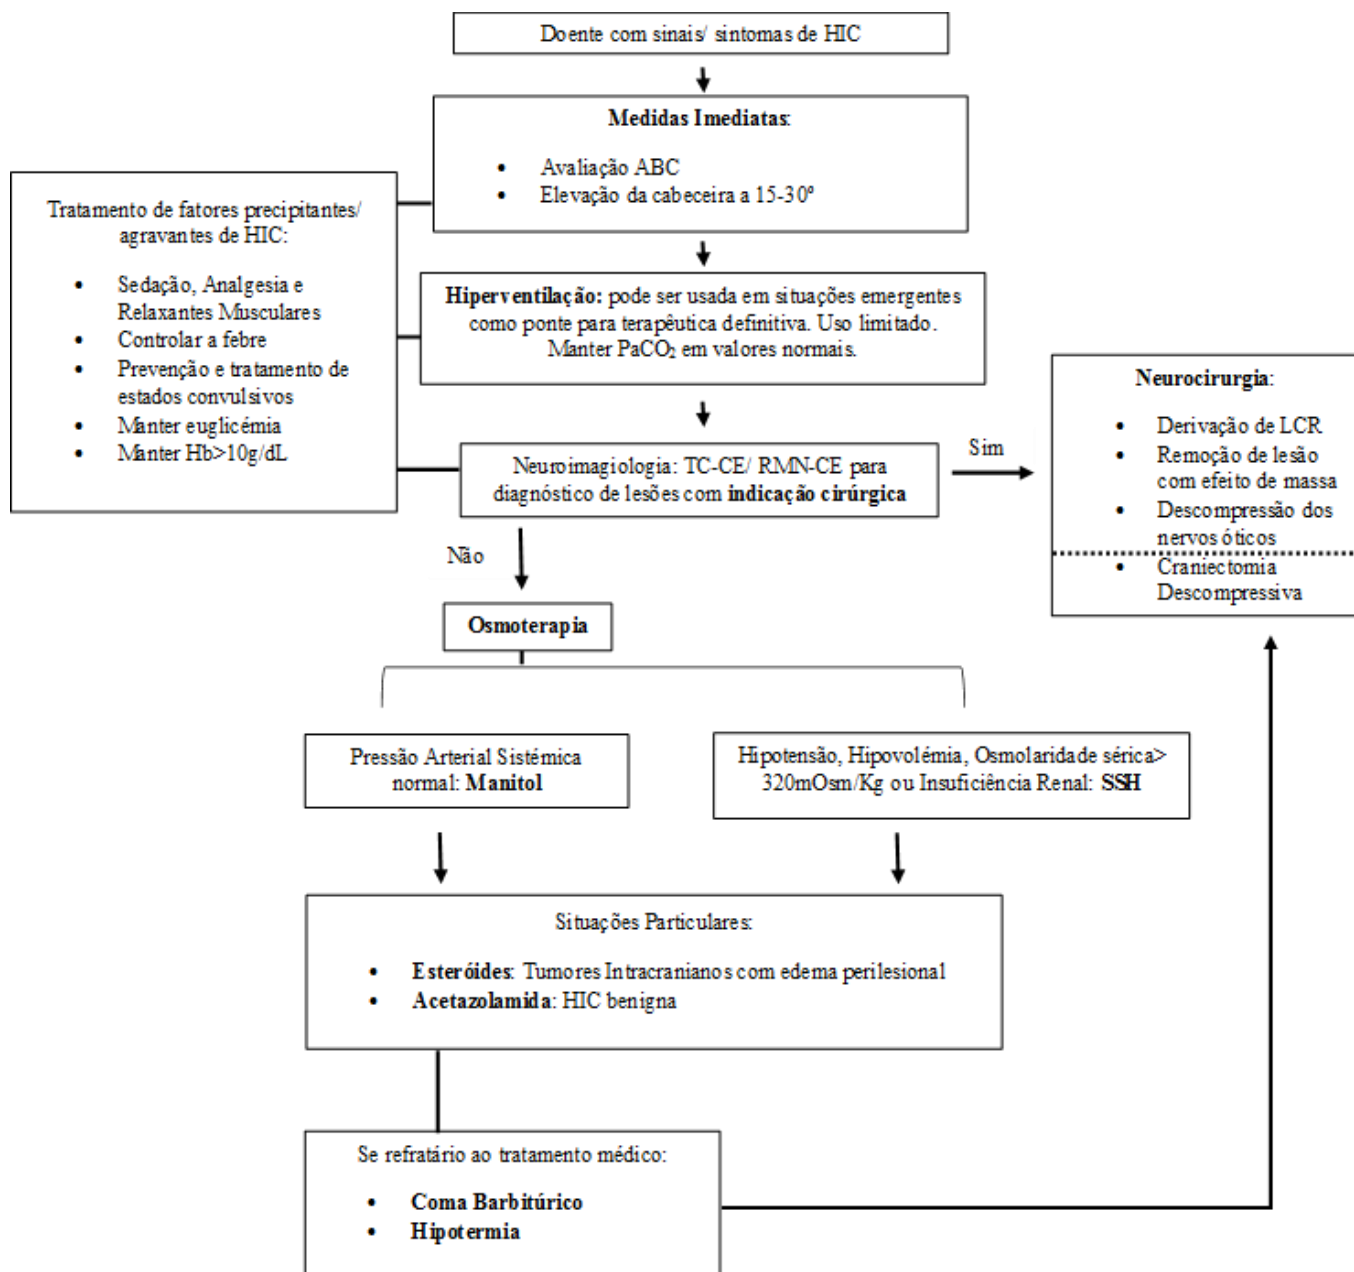 Doente com sinais/ sintomas de HIC
Medidas Imediatas:
• Avaliação ABC
• Elevação da cabeceira a 15-30º
Tratamento de fatores precipitantes/
agravantes de HIC:
• Sedação, Analgesia e
Relaxantes Musculares
• Controlar a febre
• Prevenção e tratamento de
estados convulsivos
• Manter euglicémia
• Manter Hb>10g/dL
Hiperventilação: pode ser usada em situações emergentes
como ponte para terapêutica definitiva. Uso limitado.
Manter PaCO₂ em valores normais.
Neuroimagiologia: TC-CE/ RMN-CE para
diagnóstico de lesões com indicação cirúrgica
Sim
Neurocirurgia:
• Derivação de LCR
• Remoção de lesão
com efeito de massa
• Descompressão dos
nervos óticos
• Craniectomia
Descompressiva
Não
Osmoterapia
Pressão Arterial Sistémica
normal: Manitol
Hipotensão, Hipovolémia, Osmolaridade sérica>
320mOsm/Kg ou Insuficiência Renal: SSH
Situações Particulares:
• Esteróides: Tumores Intracranianos com edema perilesional
• Acetazolamida: HIC benigna
Se refratário ao tratamento médico:
• Coma Barbitúrico
• Hipotermia